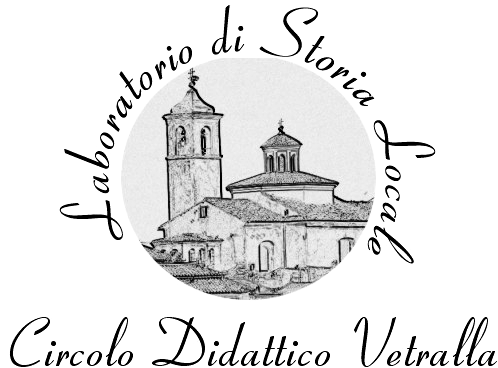 Laboratorio di Storia Locale
Circolo Didattico Vetralla